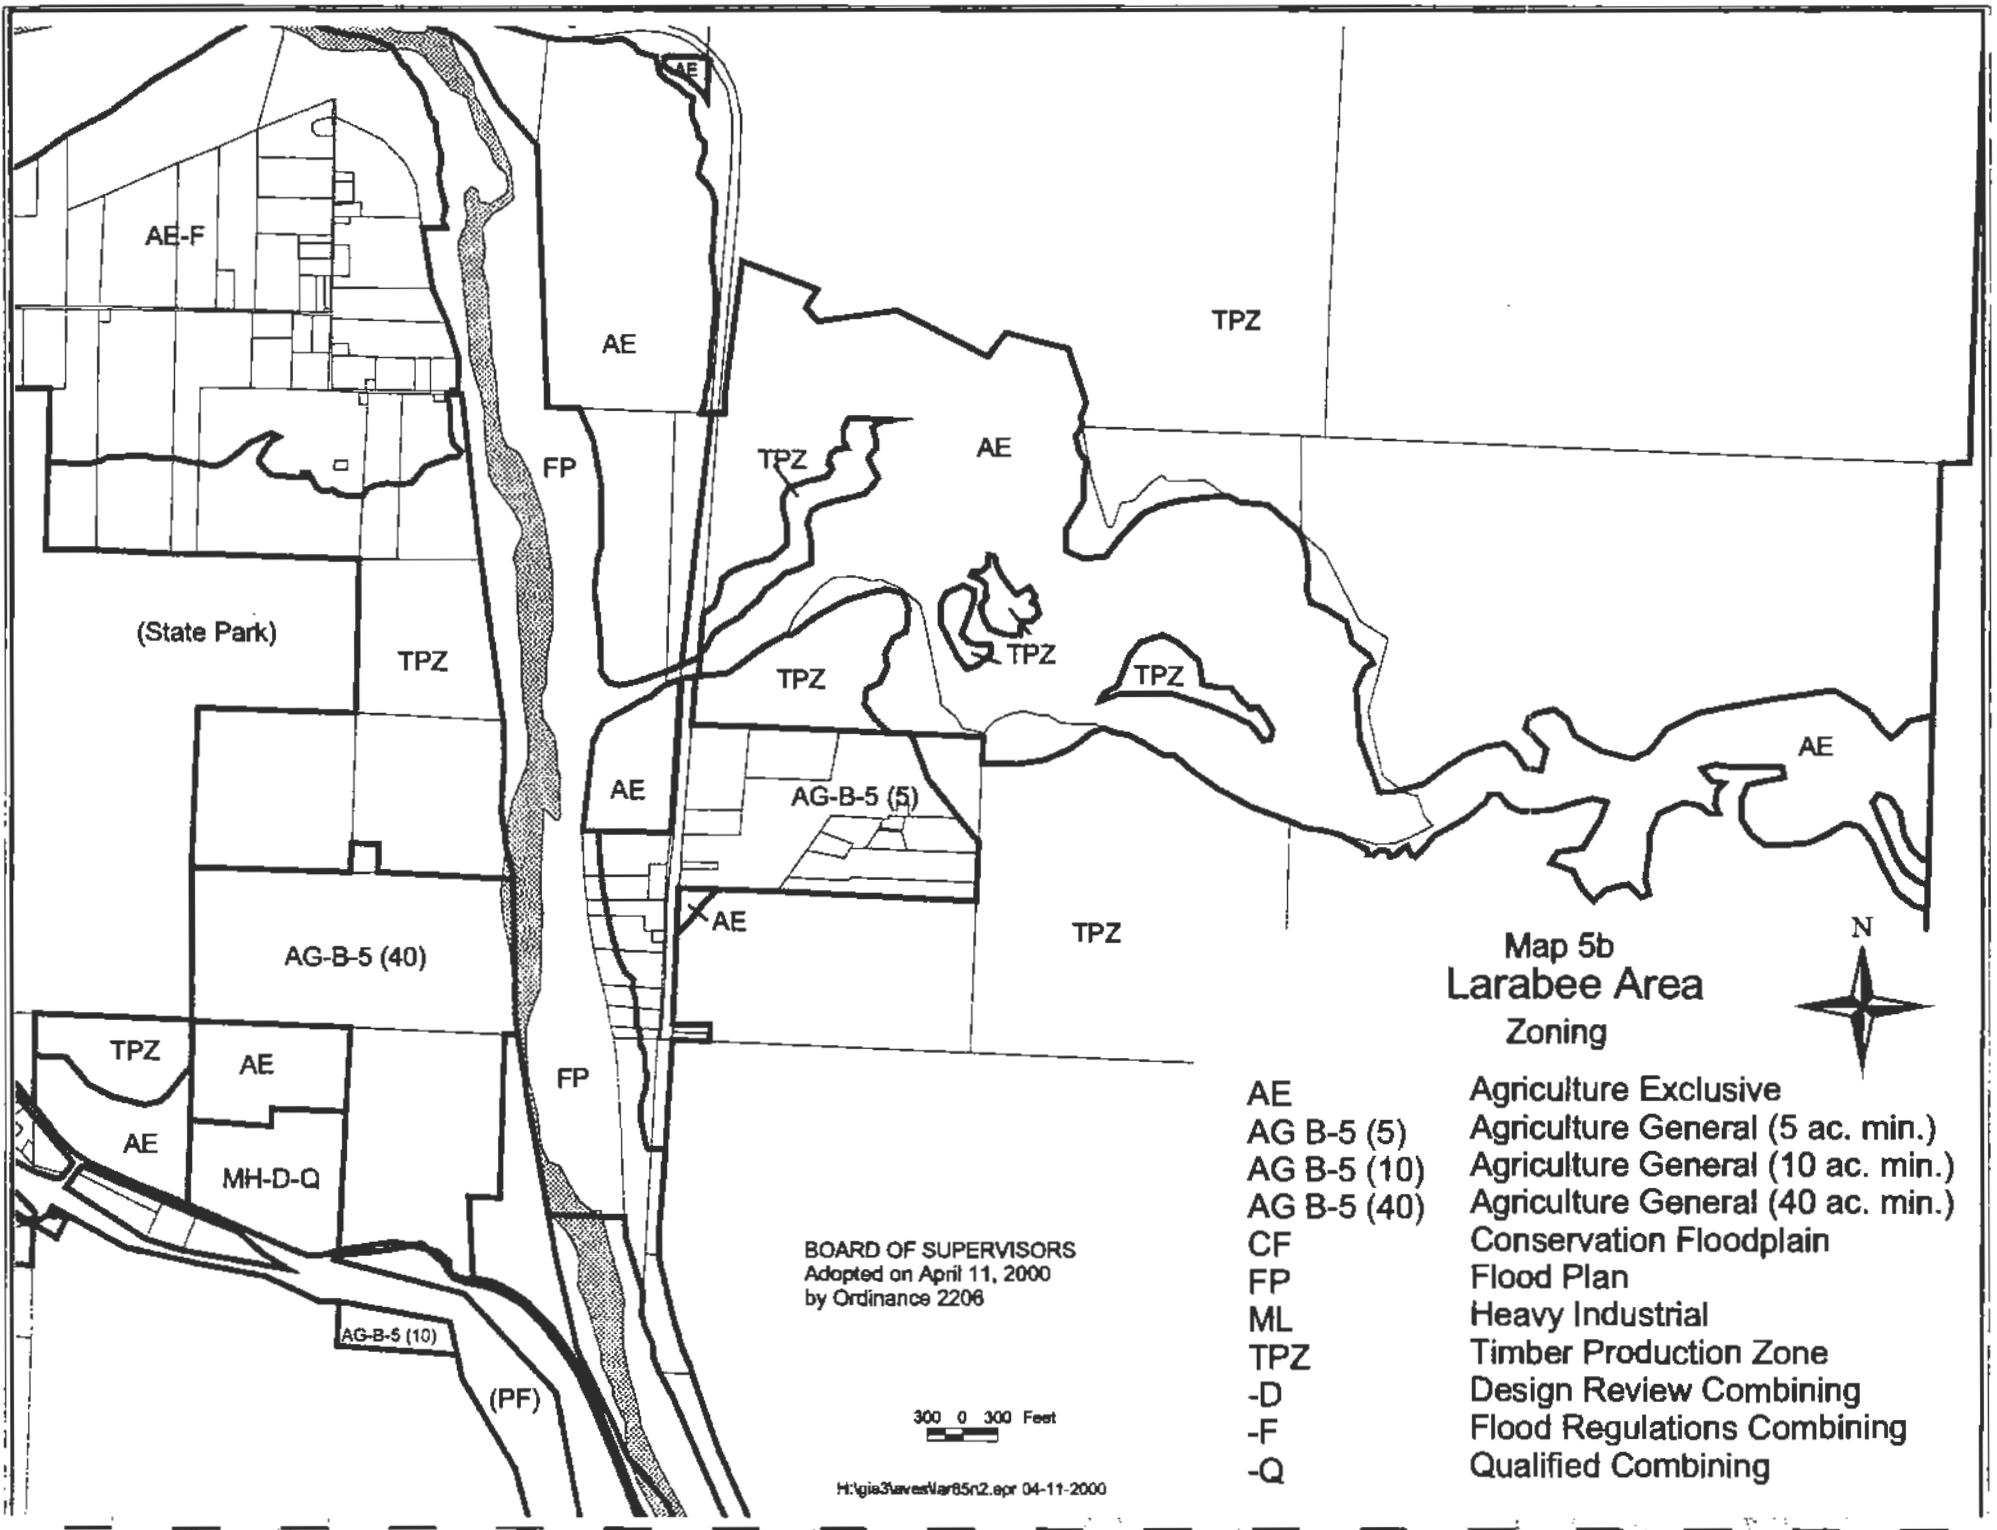 AE
AE-F
TPZ
AE
AE
FP
TPZ
(State Park)
TPZ
TPZ
TPZ
TPZ
AE
AE
AG-B-5 (5)
AE
TPZ
AG-B-5 (40)
TPZ
AE
FP
AE
MH-D-Q
AG-B-5 (10)
(PF)
N
Map 5b
Larabee Area
Zoning
AE Agriculture Exclusive
AG B-5 (5) Agriculture General (5 ac. min.)
AG B-5 (10) Agriculture General (10 ac. min.)
AG B-5 (40) Agriculture General (40 ac. min.)
CF Conservation Floodplain
FP Flood Plan
ML Heavy Industrial
TPZ Timber Production Zone
-D Design Review Combining
-F Flood Regulations Combining
-Q Qualified Combining
BOARD OF SUPERVISORS
Adopted on April 11, 2000
by Ordinance 2206
300 0 300 Feet
04-11-2000